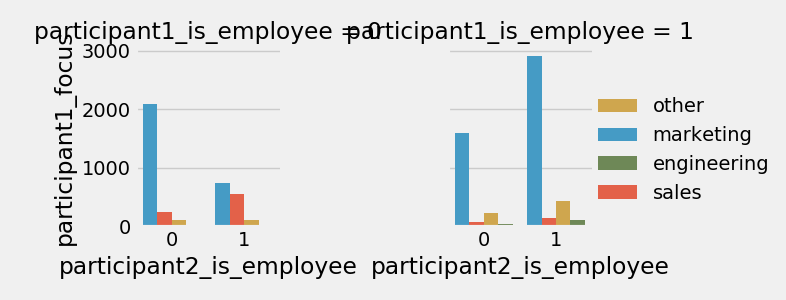 participant1_is_employee = 0
participant1_is_employee = 1
participant1_focus
3000
2000
1000
0
0 1
0 1
participant2_is_employee
participant2_is_employee
other
marketing
engineering
sales